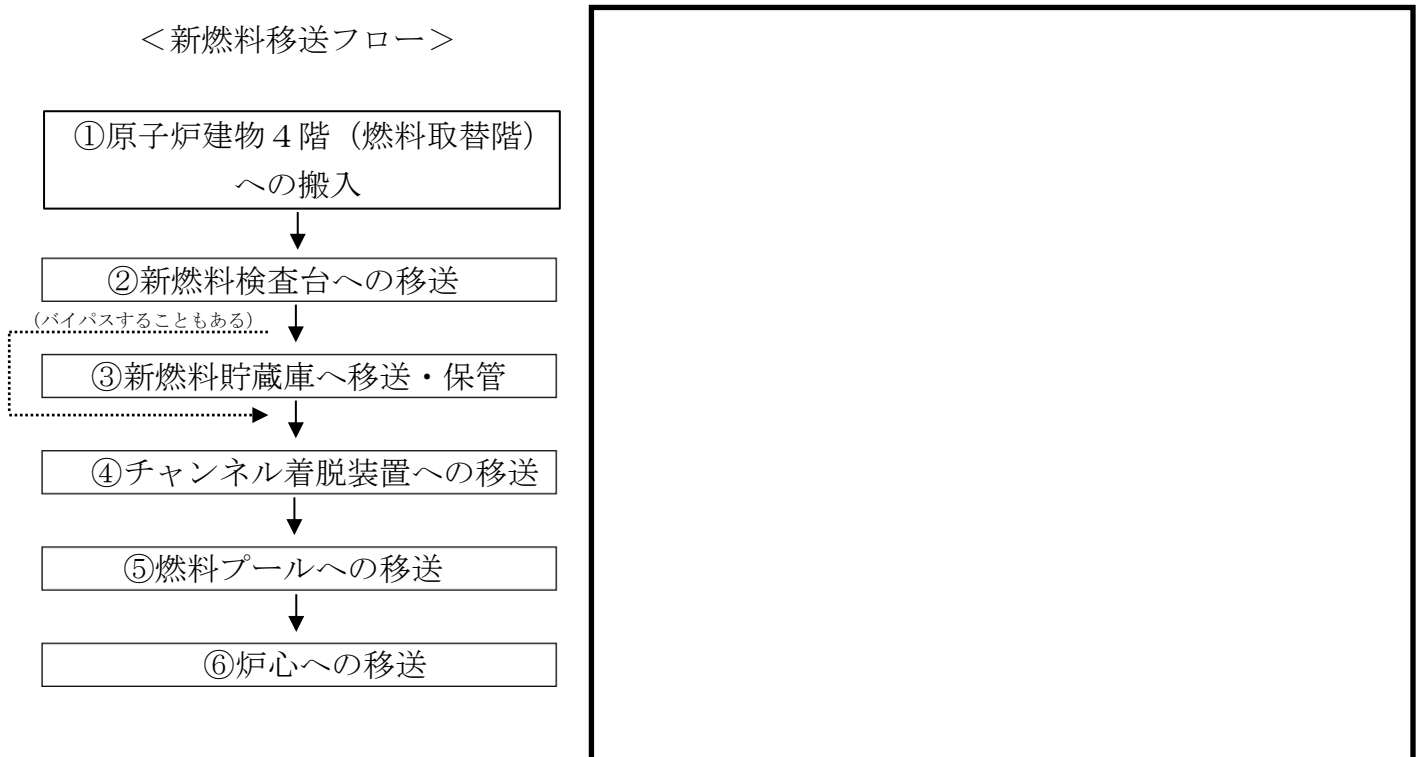 ＜新燃料移送フロー＞
①原子炉建物４階（燃料取替階）
への搬入
②新燃料検査台への移送
（バイパスすることもある）
③新燃料貯蔵庫へ移送・保管
④チャンネル着脱装置への移送
⑤燃料プールへの移送
⑥炉心への移送